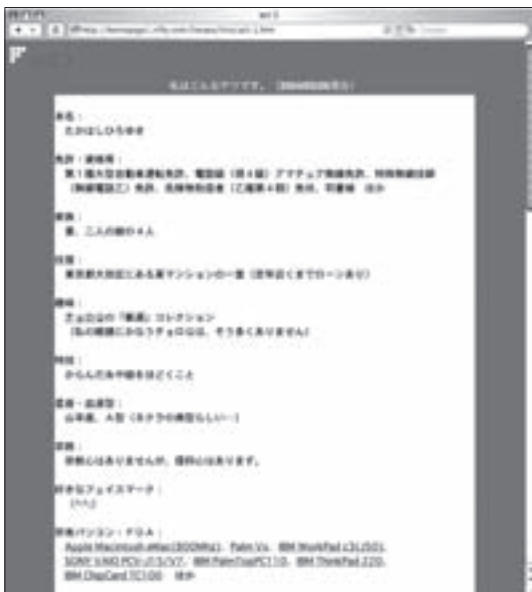 私はこんなヤツです。
本名：
たかはしひろゆき
免許・資格等：
第１種大型自動車運転免許、電話級（現４級）アマチュア無線免許、特殊無線技師
（無線電話乙）免許、危険物取扱者（乙種第４類）免状、司書補　ほか
家族：
妻、二人の娘の４人
住居：
東京都大田区にある某マンションの一室（定年近くまでローンあり）
趣味：
チョロQの「厳選」コレクション
（私の眼鏡にかなうチョロQは、そう多くありません）
特技：
からんだ糸や紐をほどくこと
星座・血液型：
山羊座、A型（ネクラの典型らしい…）
宗教：
宗教心はありませんが、信仰心はあります。
好きなフェイスマーク：
(^^;)
所有パソコン・PDA：
Apple Macintosh eMac(800MHz)、Palm Vx、IBM WorkPad c3(J50)、
SONY VAIO PCV-J15/V7、IBM PalmTopPC110、IBM ThinkPad 220、
IBM ChipCard TC100　ほか